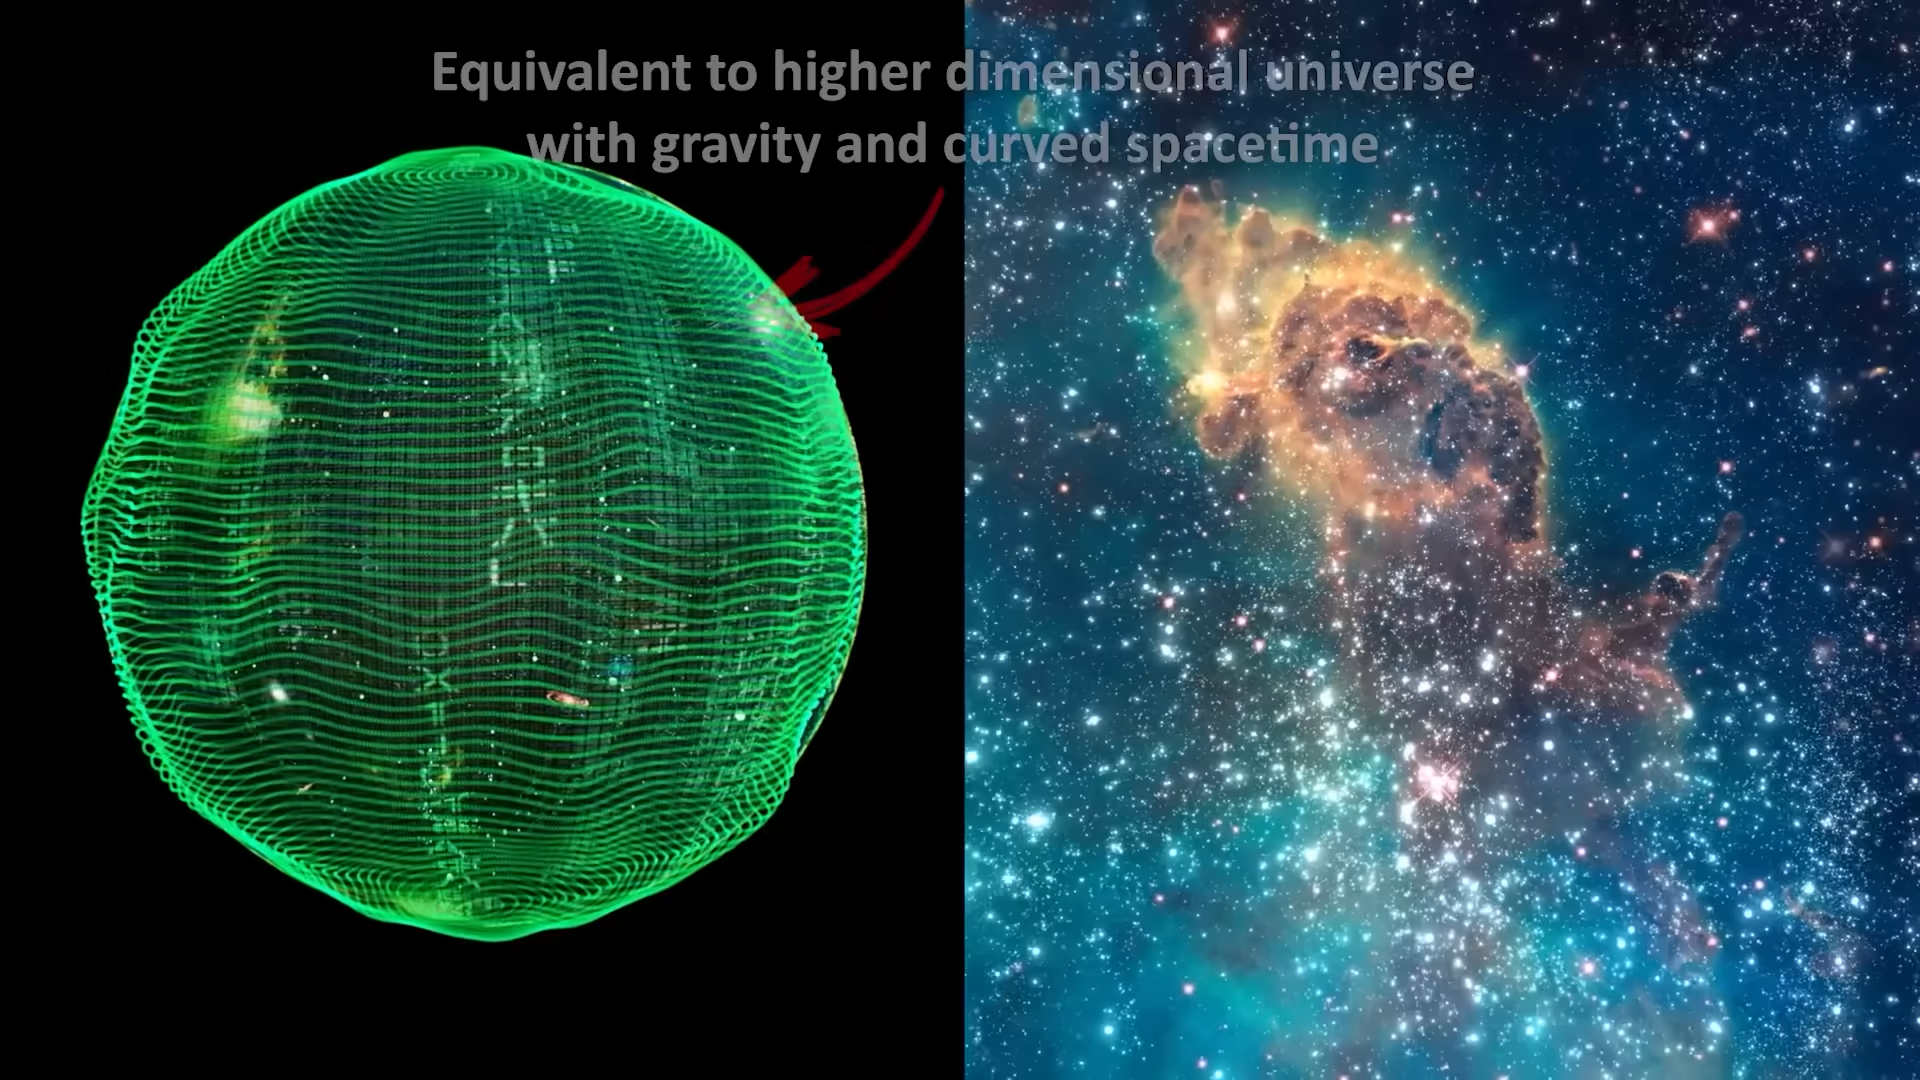 Equivalent to higher dimensional universe
with gravity and curved spacetime